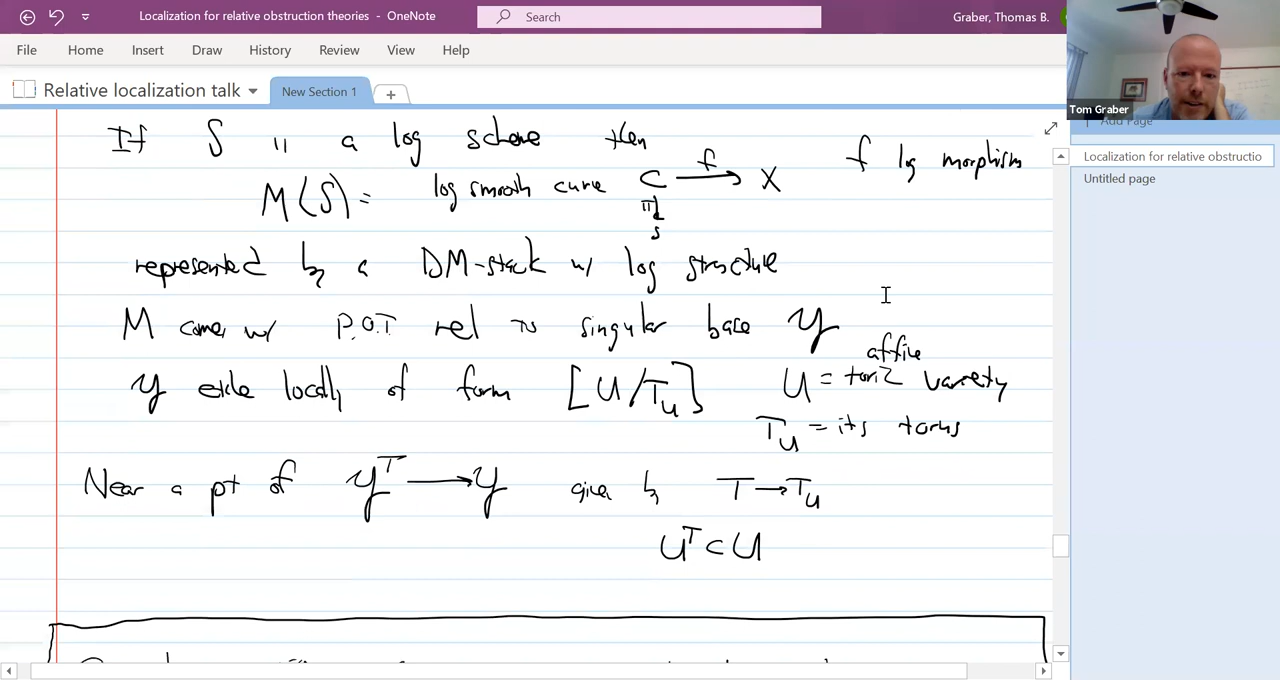 Localization for relative obstruction theories - OneNote
Search
Graber, Thomas B.
File Home Insert Draw History Review View Help
Relative localization talk
New Section 1
Tom Graber
Add Page
Localization for relative obstructio
Untitled page
If S is a log scheme then
f log morphism
M(S) = log smooth curve C →f X
π↓
S
represented by a DM-stack w/ log structure
M comes w/ P.O.T rel to singular base Y
affine
Y etale locally of form [U/T_U] U = toric variety
T_U = its torus
Near a pt of Y^T → Y given by T → T_U
U^T ⊂ U